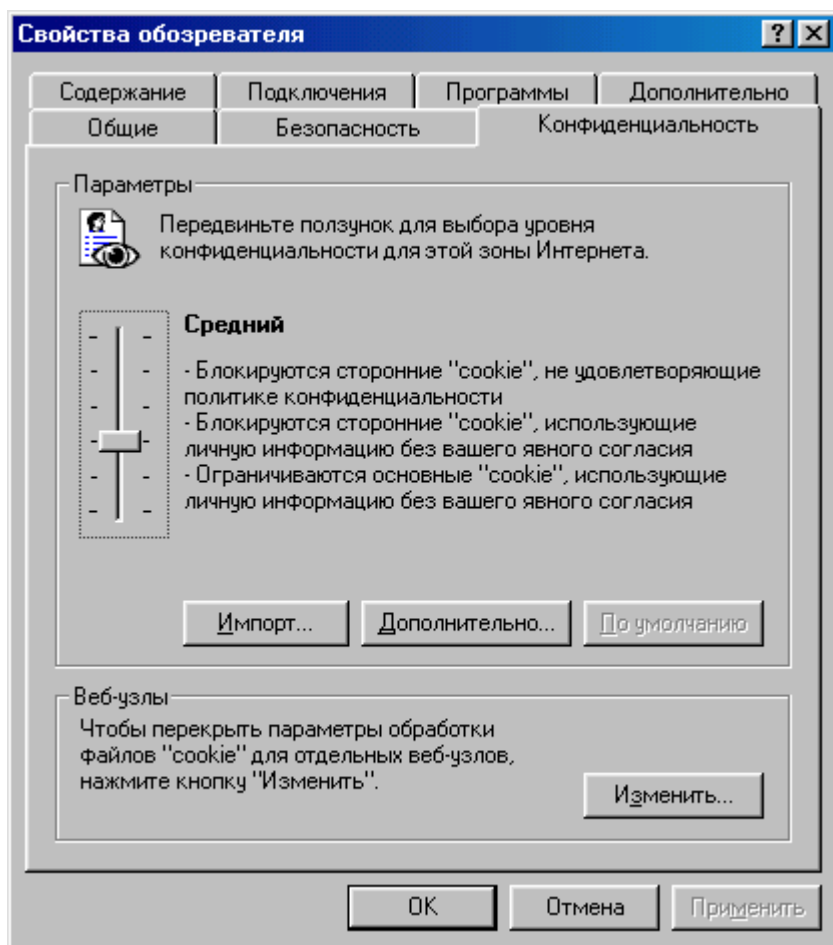 Свойства обозревателя
Содержание Подключения Программы Дополнительно
Общие Безопасность Конфиденциальность
Параметры
Передвиньте ползунок для выбора уровня
конфиденциальности для этой зоны Интернета.
Средний
- Блокируются сторонние "cookie", не удовлетворяющие
политике конфиденциальности
- Блокируются сторонние "cookie", использующие
личную информацию без вашего явного согласия
- Ограничиваются основные "cookie", использующие
личную информацию без вашего явного согласия
Импорт... Дополнительно... По умолчанию
Веб-узлы
Чтобы перекрыть параметры обработки
файлов "cookie" для отдельных веб-узлов,
нажмите кнопку "Изменить".
Изменить...
OK Отмена Применить